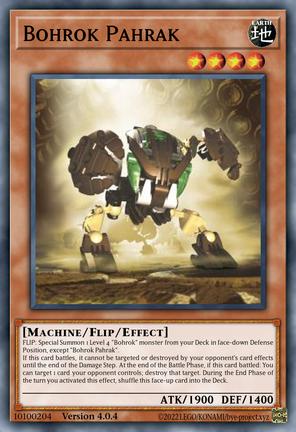 Bohrok Pahrak
EARTH
地
[Machine/Flip/Effect]
FLIP: Special Summon 1 Level 4 "Bohrok" monster from your Deck in face-down Defense
Position, except "Bohrok Pahrak".
If this card battles, it cannot be targeted or destroyed by your opponent's card effects
until the end of the Damage Step. At the end of the Battle Phase, if this card battled: You
can target 1 card your opponent controls; destroy that target. During the End Phase of
the turn you activated this effect, shuffle this face-up card into the Deck.
ATK/1900 DEF/1400
10100204 Version 4.0.4 ©2022LEGO/KONAMI/bye-project.xyz